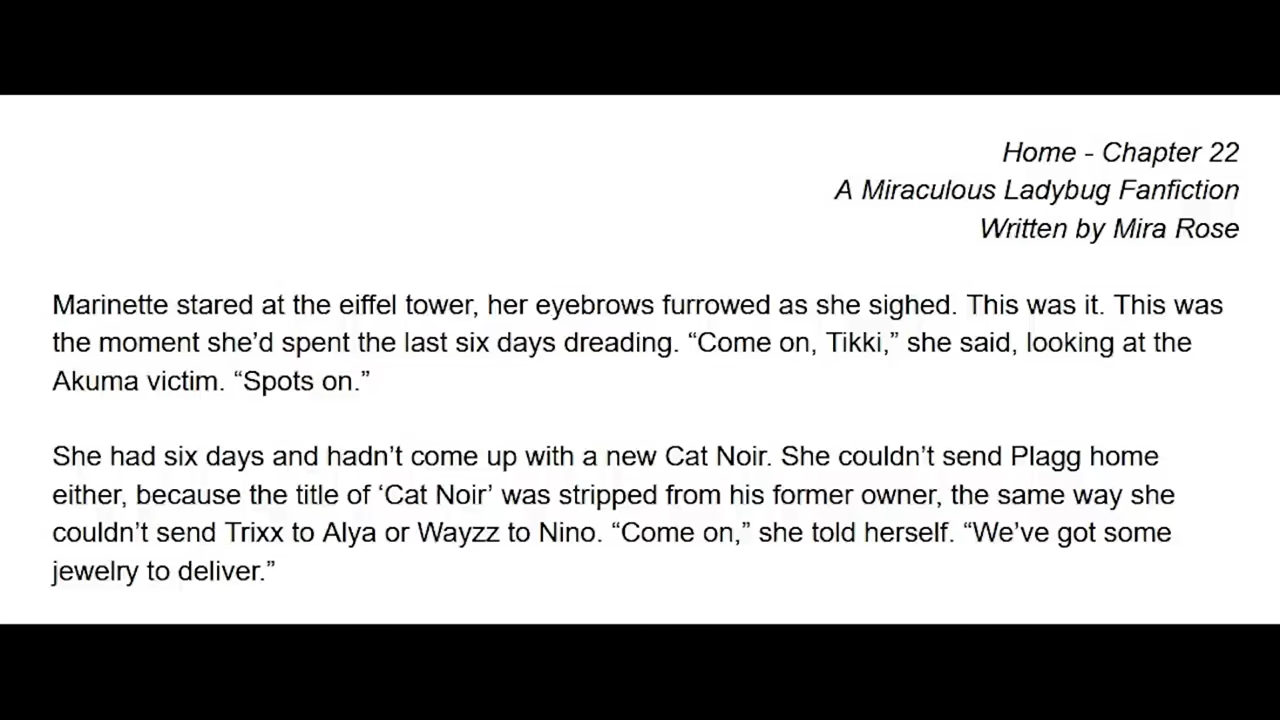 Home - Chapter 22
A Miraculous Ladybug Fanfiction
Written by Mira Rose
Marinette stared at the eiffel tower, her eyebrows furrowed as she sighed. This was it. This was
the moment she’d spent the last six days dreading. “Come on, Tikki,” she said, looking at the
Akuma victim. “Spots on.”
She had six days and hadn’t come up with a new Cat Noir. She couldn’t send Plagg home
either, because the title of ‘Cat Noir’ was stripped from his former owner, the same way she
couldn’t send Trixx to Alya or Wayzz to Nino. “Come on,” she told herself. “We’ve got some
jewelry to deliver.”